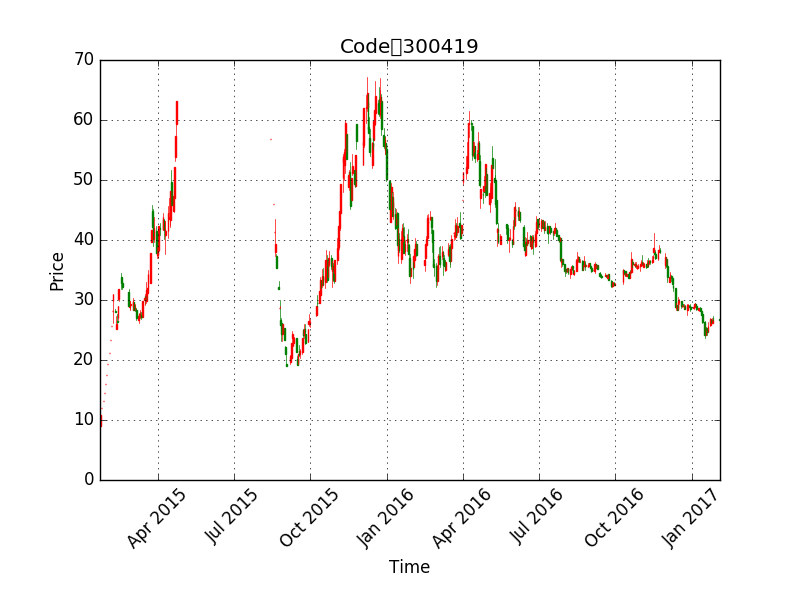 Code▯300419
70
60
50
40
30
20
10
0
Price
Apr 2015
Jul 2015
Oct 2015
Jan 2016
Apr 2016
Jul 2016
Oct 2016
Jan 2017
Time